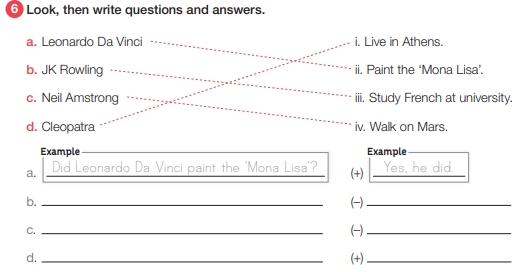 6 Look, then write questions and answers.
a. Leonardo Da Vinci
i. Live in Athens.
b. JK Rowling
ii. Paint the ‘Mona Lisa’.
c. Neil Amstrong
iii. Study French at university.
d. Cleopatra
iv. Walk on Mars.
Example
Example
a. Did Leonardo Da Vinci paint the ‘Mona Lisa’?
(+) Yes, he did.
b.
(–)
c.
(–)
d.
(+)